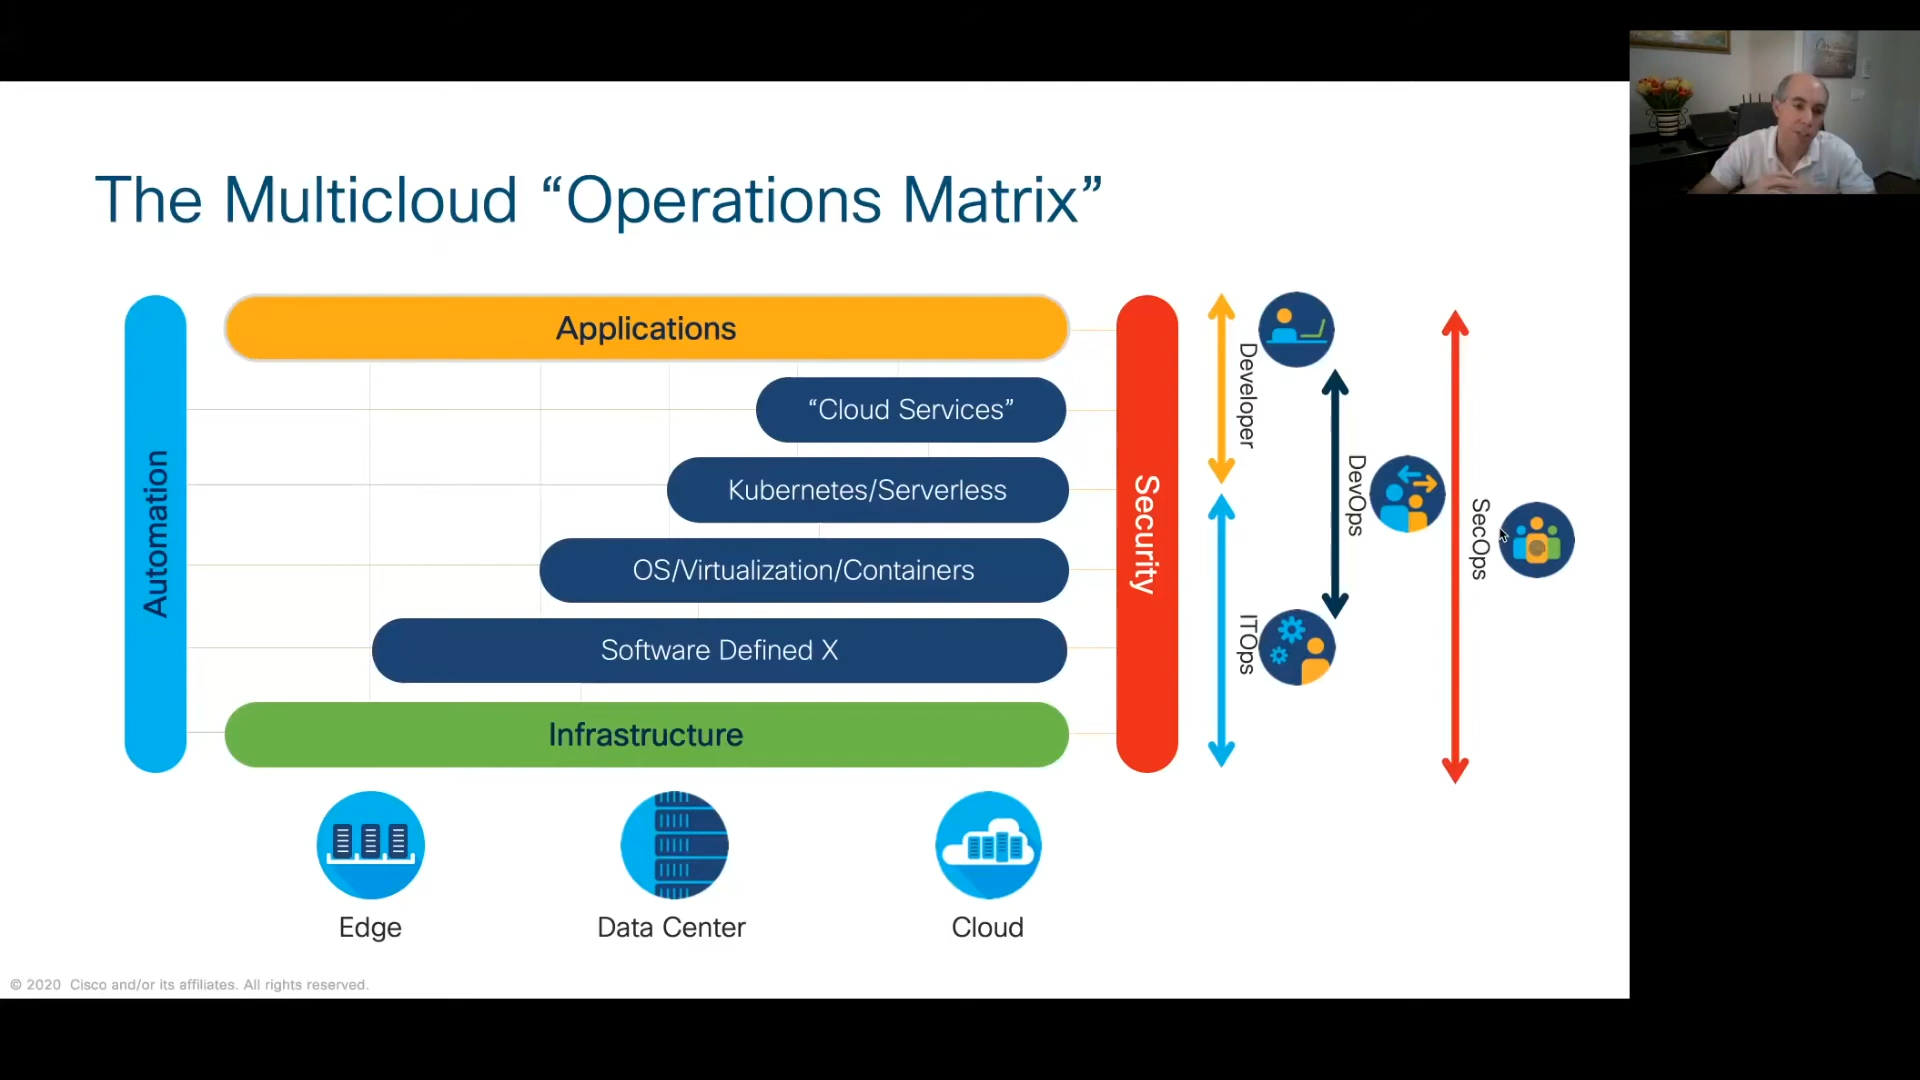 The Multicloud “Operations Matrix”
Automation
Applications
“Cloud Services”
Kubernetes/Serverless
OS/Virtualization/Containers
Software Defined X
Infrastructure
Security
Developer
ITOps
DevOps
SecOps
Edge
Data Center
Cloud
© 2020 Cisco and/or its affiliates. All rights reserved.